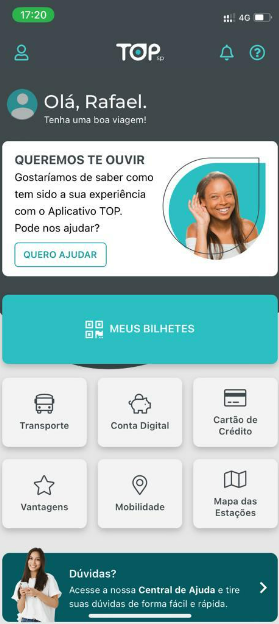 17:20
4G
TOP
sp
Olá, Rafael.
Tenha uma boa viagem!
QUEREMOS TE OUVIR
Gostaríamos de saber como
tem sido a sua experiência
com o Aplicativo TOP.
Pode nos ajudar?
QUERO AJUDAR
MEUS BILHETES
Transporte
Conta Digital
Cartão de
Crédito
Vantagens
Mobilidade
Mapa das
Estações
Dúvidas?
Acesse a nossa Central de Ajuda e tire
suas dúvidas de forma fácil e rápida.